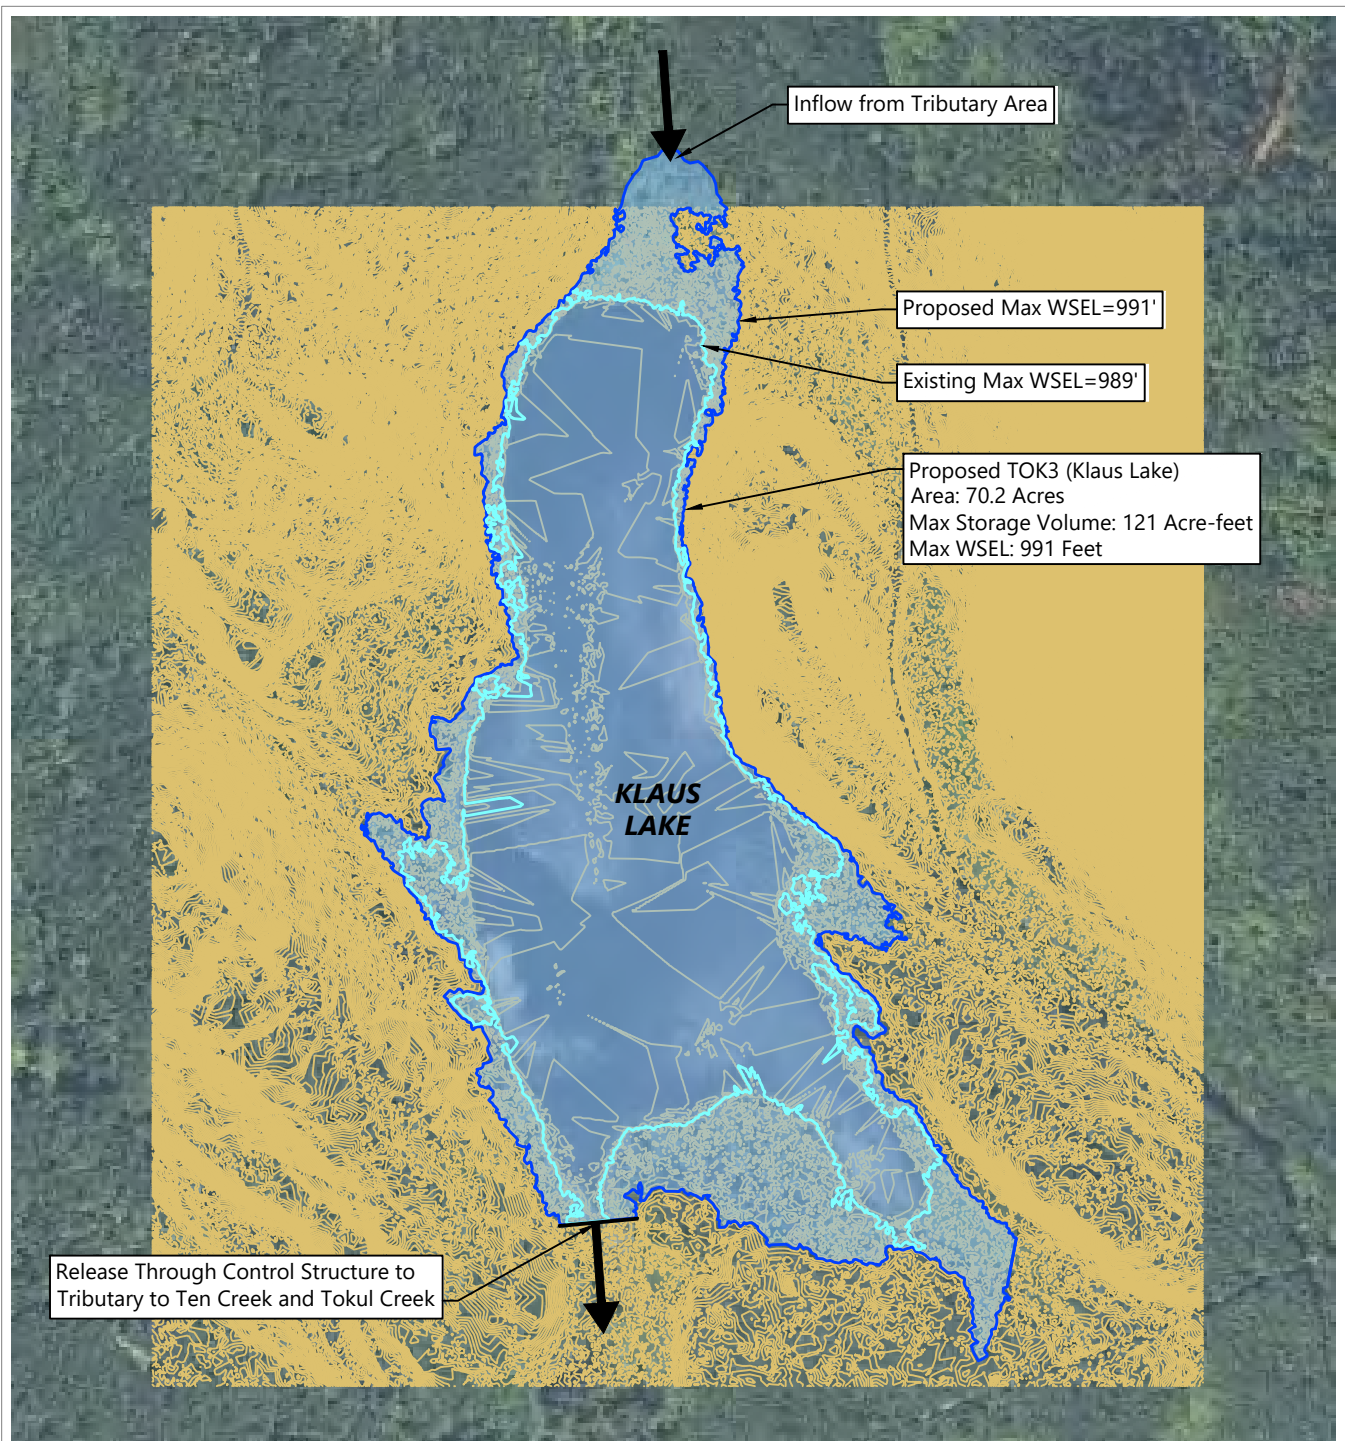 Inflow from Tributary Area
Proposed Max WSEL=991'
Existing Max WSEL=989'
Proposed TOK3 (Klaus Lake)
Area: 70.2 Acres
Max Storage Volume: 121 Acre-feet
Max WSEL: 991 Feet
KLAUS
LAKE
Release Through Control Structure to
Tributary to Ten Creek and Tokul Creek